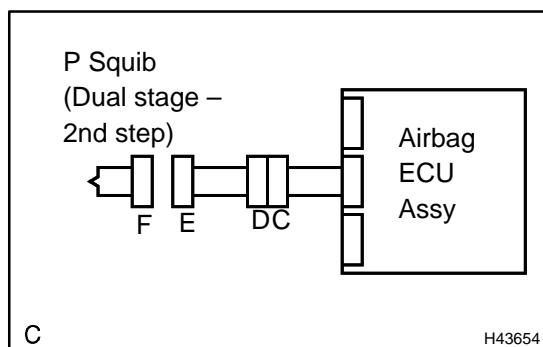 P Squib
(Dual stage –
2nd step)
Airbag
ECU
Assy
F E DC
C
H43654